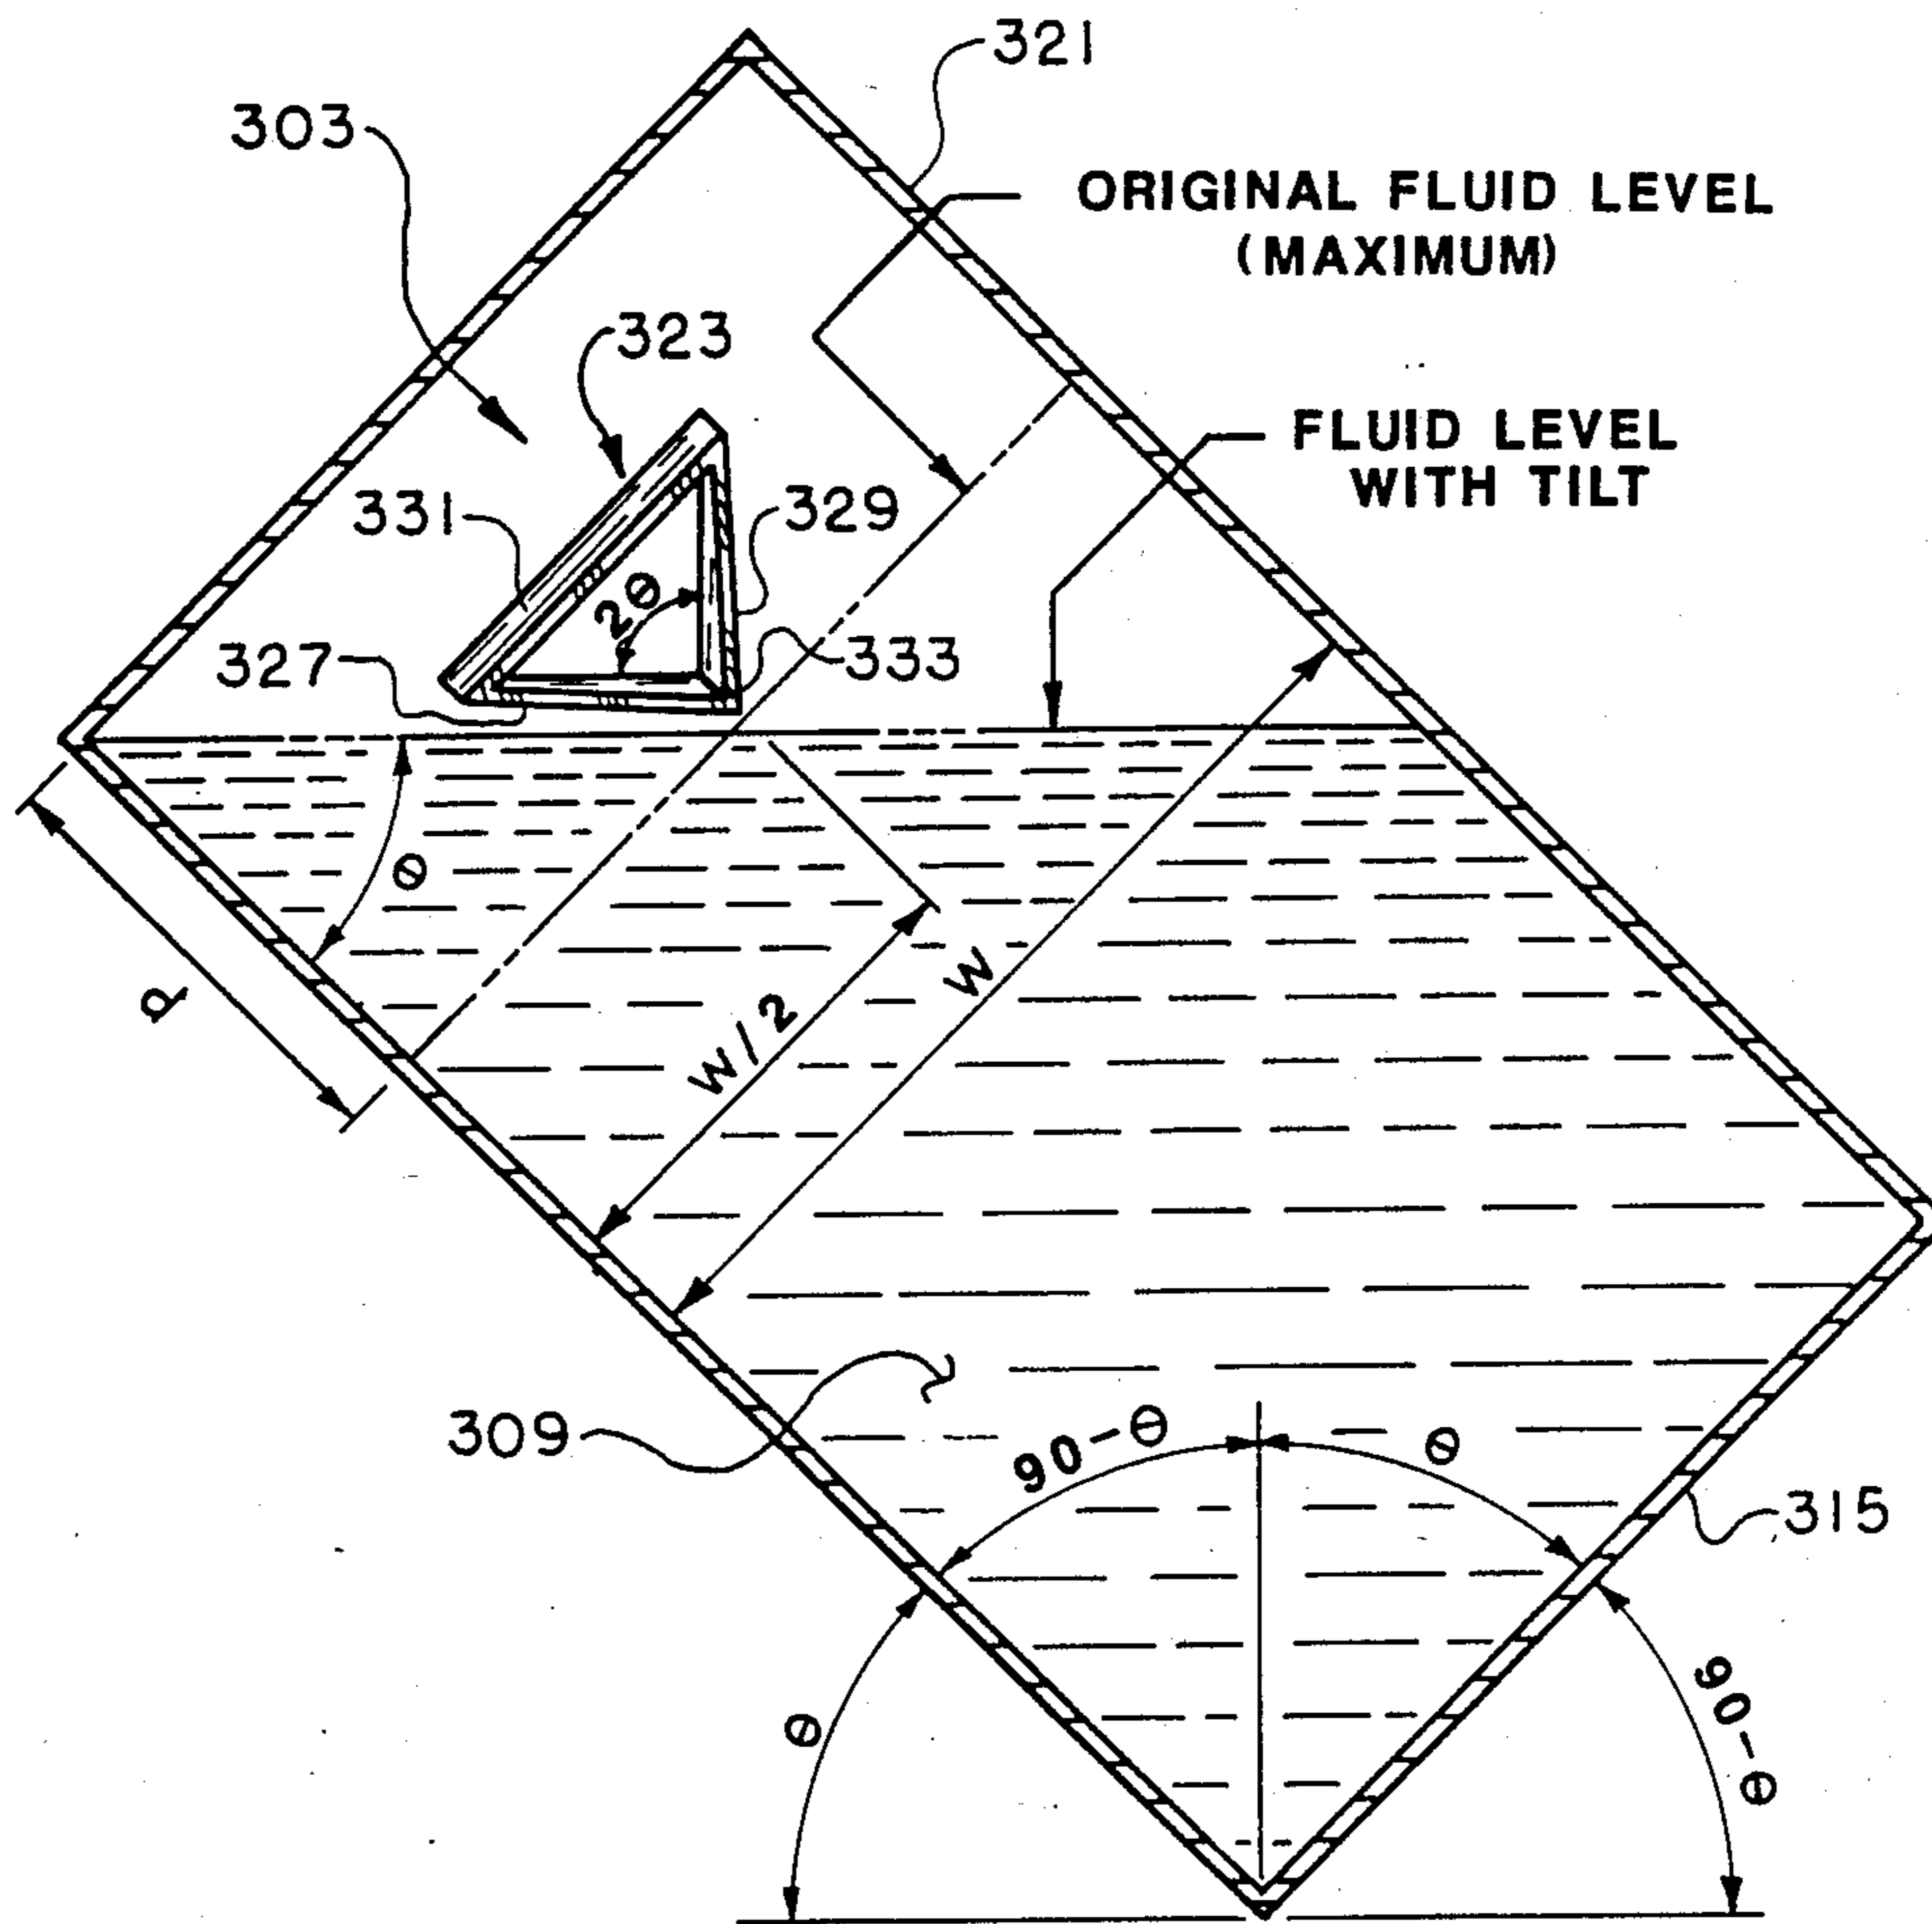 321
303
ORIGINAL FLUID LEVEL
(MAXIMUM)
323
FLUID LEVEL
WITH TILT
331
329
2θ
327
333
θ
d
W
W/2
309
90-θ
θ
315
θ
90-θ